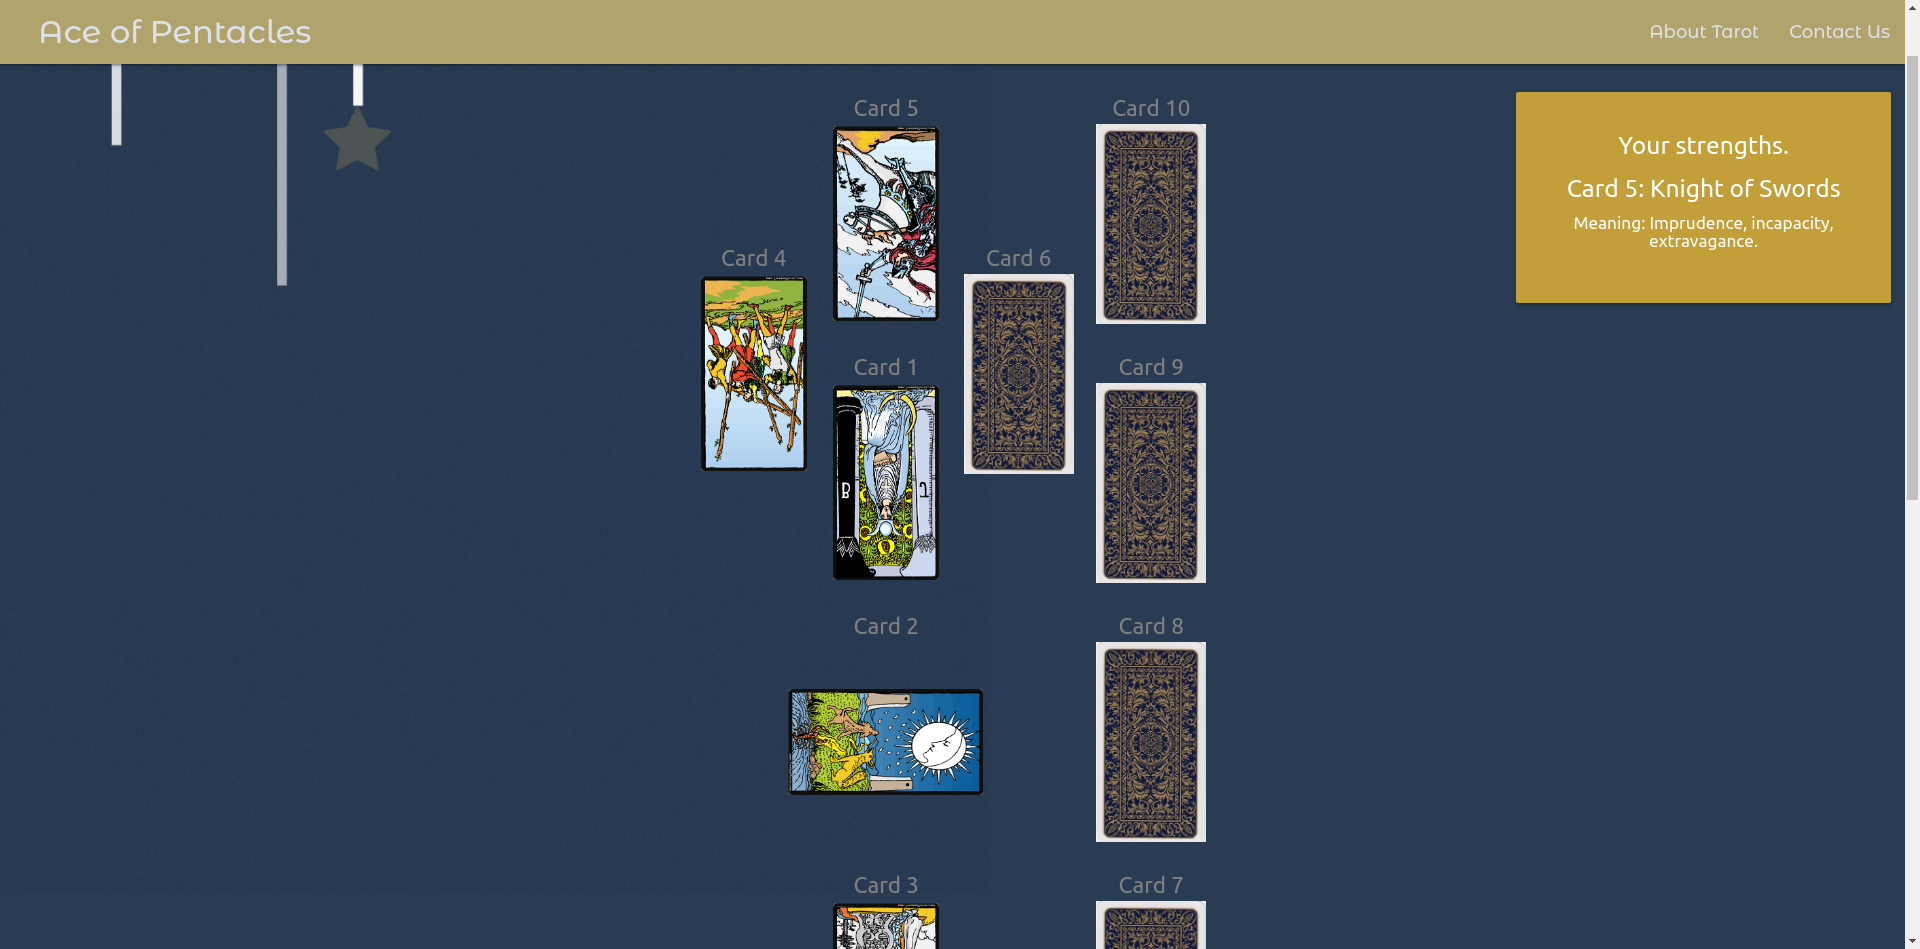 Ace of Pentacles
About Tarot
Contact Us
Card 5
Card 10
Your strengths.
Card 5: Knight of Swords
Meaning: Imprudence, incapacity,
extravagance.
Card 4
Card 6
Card 1
Card 9
B
Card 2
Card 8
Card 3
Card 7